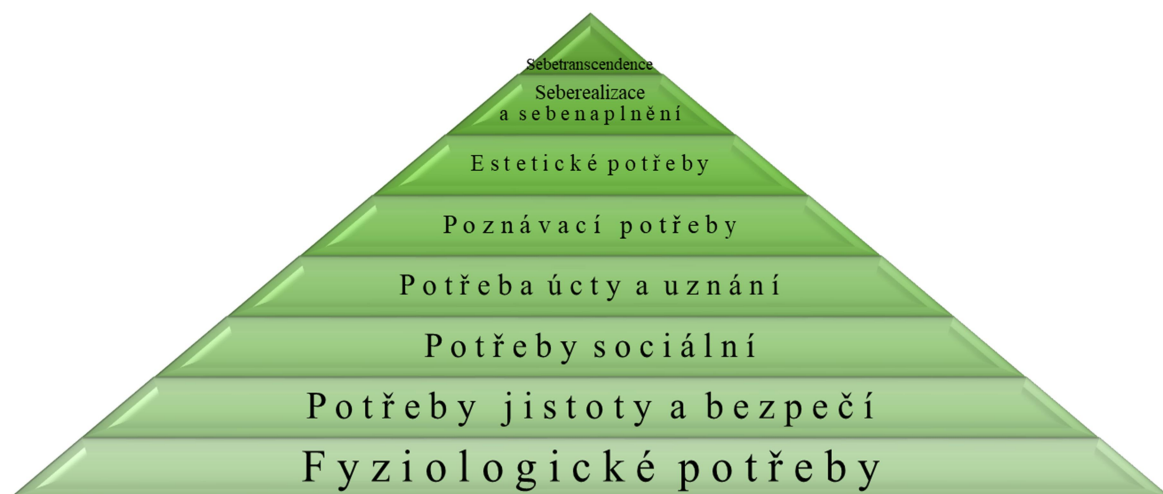 Sebetranscendence
Seberealizace
a sebenaplnění
Estetické potřeby
Poznávací potřeby
Potřeba úcty a uznání
Potřeby sociální
Potřeby jistoty a bezpečí
Fyziologické potřeby